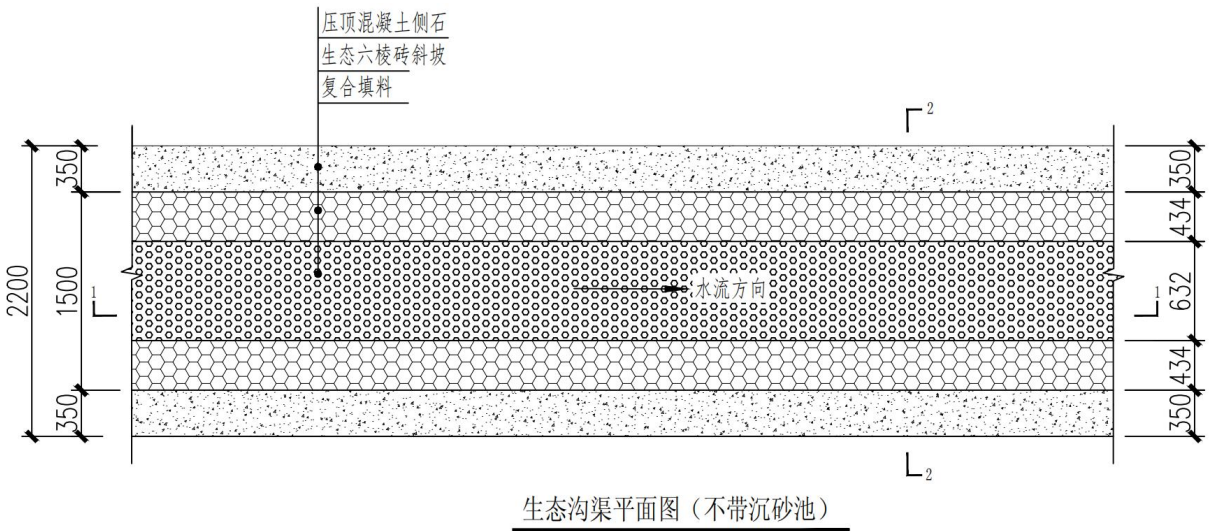 压顶混凝土侧石
生态六棱砖斜坡
复合填料
2
350
350
434
2200
1500
632
1
1
水流方向
434
350
350
2
生态沟渠平面图（不带沉砂池）